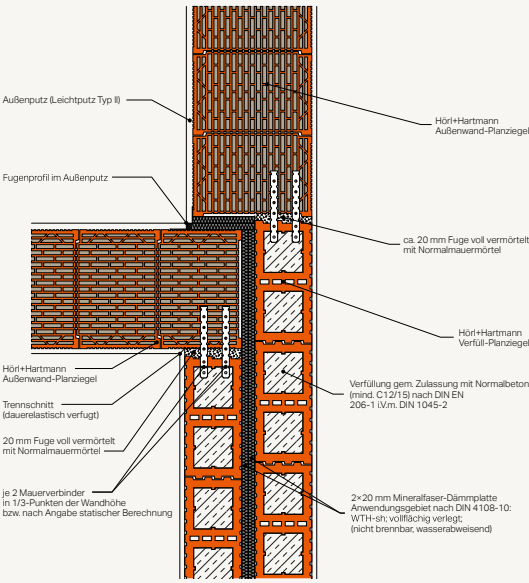 Außenputz (Leichtputz Typ II)
Fugenprofil im Außenputz
Hörl+Hartmann
Außenwand-Planziegel
Trennschnitt
(dauerelastisch verfugt)
20 mm Fuge voll vermörtelt
mit Normalmauermörtel
je 2 Mauerverbinder
in 1/3-Punkten der Wandhöhe
bzw. nach Angabe statischer Berechnung
Hörl+Hartmann
Außenwand-Planziegel
ca. 20 mm Fuge voll vermörtelt
mit Normalmauermörtel
Hörl+Hartmann
Verfüll-Planziegel
Verfüllung gem. Zulassung mit Normalbeton
(mind. C12/15) nach DIN EN
206-1 i.V.m. DIN 1045-2
2×20 mm Mineralfaser-Dämmplatte
Anwendungsgebiet nach DIN 4108-10:
WTH-sh; vollflächig verlegt;
(nicht brennbar, wasserabweisend)